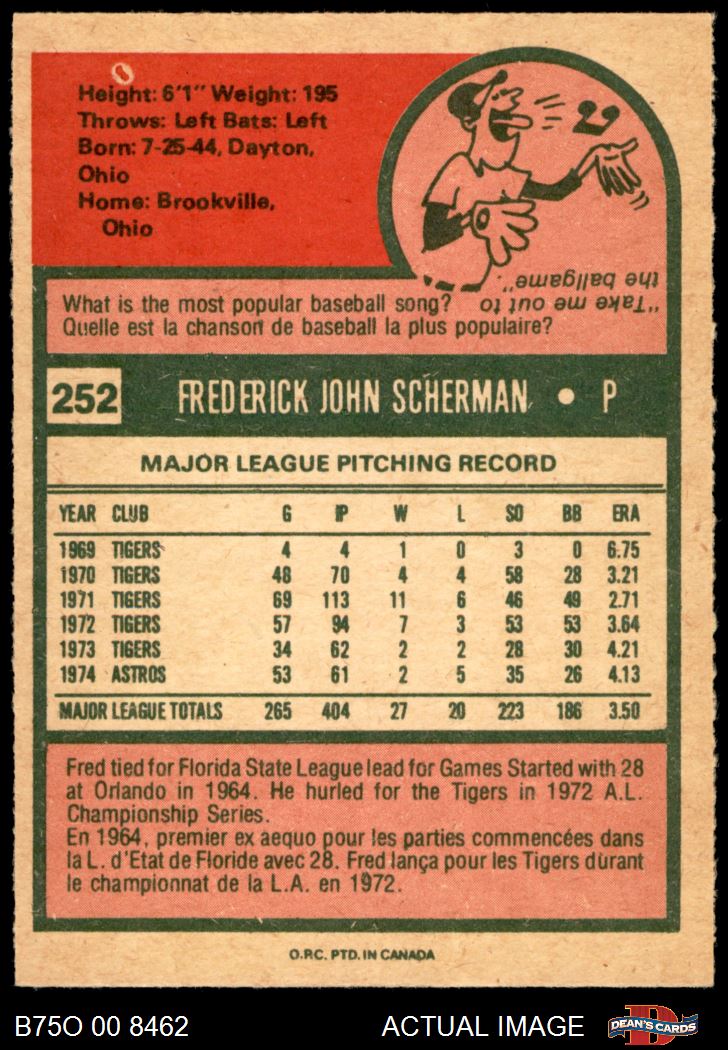 Height: 6'1" Weight: 195
Throws: Left Bats: Left
Born: 7-25-44, Dayton,
Ohio
Home: Brookville,
Ohio
What is the most popular baseball song?
Quelle est la chanson de baseball la plus populaire?
"Take me out to
the ballgame".
252 FREDERICK JOHN SCHERMAN • P
MAJOR LEAGUE PITCHING RECORD
YEAR CLUB G IP W L SO BB ERA
1969 TIGERS 4 4 1 0 3 0 6.75
1970 TIGERS 48 70 4 4 58 28 3.21
1971 TIGERS 69 113 11 6 46 49 2.71
1972 TIGERS 57 94 7 3 53 53 3.64
1973 TIGERS 34 62 2 2 28 30 4.21
1974 ASTROS 53 61 2 5 35 26 4.13
MAJOR LEAGUE TOTALS 265 404 27 20 223 186 3.50
Fred tied for Florida State League lead for Games Started with 28
at Orlando in 1964. He hurled for the Tigers in 1972 A.L.
Championship Series.
En 1964, premier ex aequo pour les parties commencées dans
la L. d'Etat de Floride avec 28. Fred lança pour les Tigers durant
le championnat de la L.A. en 1972.
O.P.C. PTD. IN CANADA
B75O 00 8462 ACTUAL IMAGE D DEAN'S CARDS